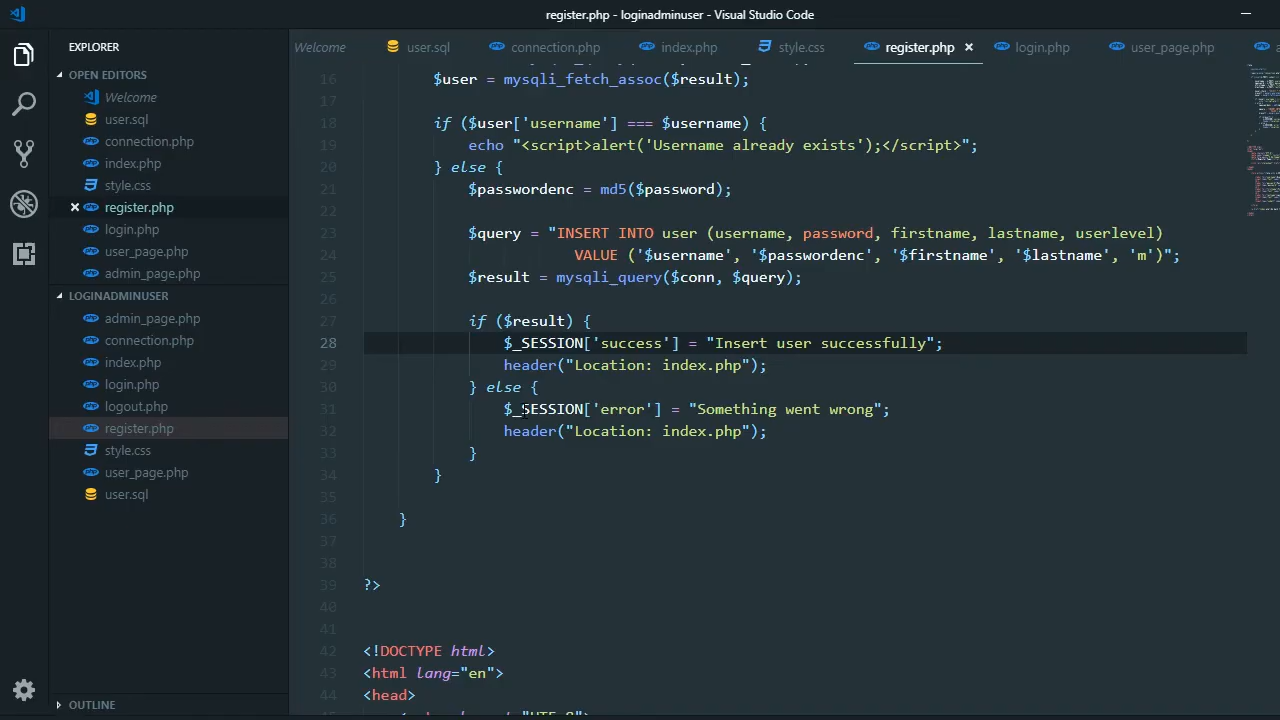 register.php - loginadminuser - Visual Studio Code
EXPLORER
OPEN EDITORS
Welcome
user.sql
connection.php
index.php
style.css
register.php
login.php
user_page.php
admin_page.php
LOGINADMINUSER
admin_page.php
connection.php
index.php
login.php
logout.php
register.php
style.css
user_page.php
user.sql
OUTLINE
Welcome user.sql connection.php index.php style.css register.php login.php user_page.php
16 $user = mysqli_fetch_assoc($result);
17
18 if ($user['username'] === $username) {
19 echo "<script>alert('Username already exists');</script>";
20 } else {
21 $passwordenc = md5($password);
22
23 $query = "INSERT INTO user (username, password, firstname, lastname, userlevel)
24 VALUE ('$username', '$passwordenc', '$firstname', '$lastname', 'm')";
25 $result = mysqli_query($conn, $query);
26
27 if ($result) {
28 $_SESSION['success'] = "Insert user successfully";
29 header("Location: index.php");
30 } else {
31 $_SESSION['error'] = "Something went wrong";
32 header("Location: index.php");
33 }
34 }
35
36 }
37
38
39 ?>
40
41
42 <!DOCTYPE html>
43 <html lang="en">
44 <head>